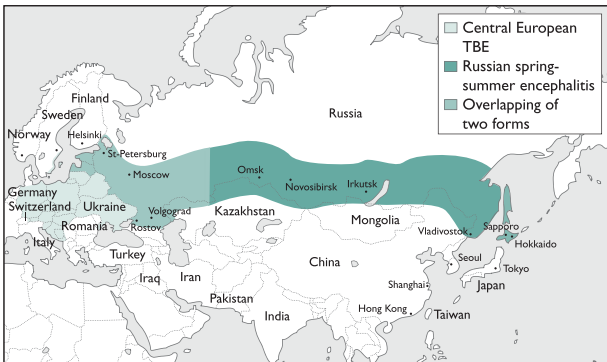 Central European
TBE
Russian spring-
summer encephalitis
Overlapping of
two forms
Finland
Sweden
Norway
Helsinki
Russia
St-Petersburg
Moscow
Omsk
Novosibirsk
Irkutsk
Germany
Switzerland
Ukraine
Volgograd
Kazakhstan
Mongolia
Romania
Rostov
Vladivostok
Sapporo
Hokkaido
Italy
Turkey
China
Seoul
Tokyo
Iraq
Iran
Shanghai
Japan
Pakistan
Hong Kong
Taiwan
India